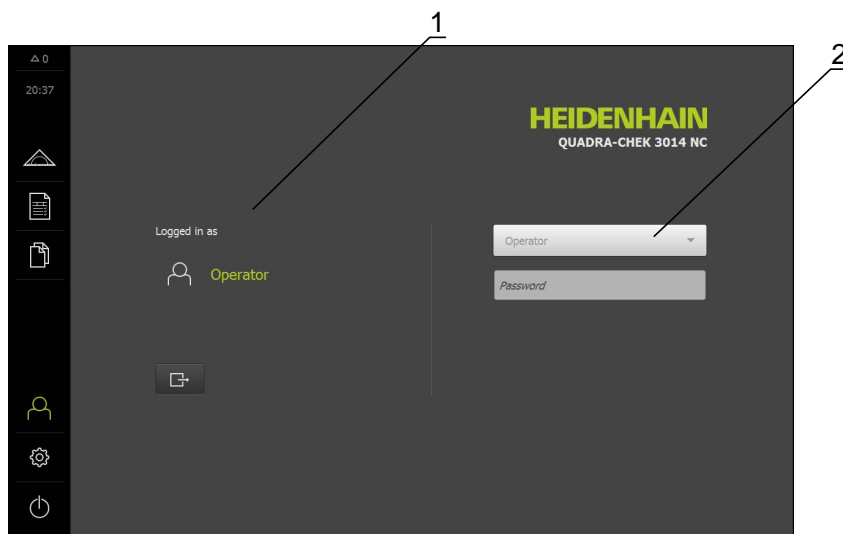 1
2
△ 0
20:37
HEIDENHAIN
QUADRA-CHEK 3014 NC
Logged in as
Operator
Operator
Password